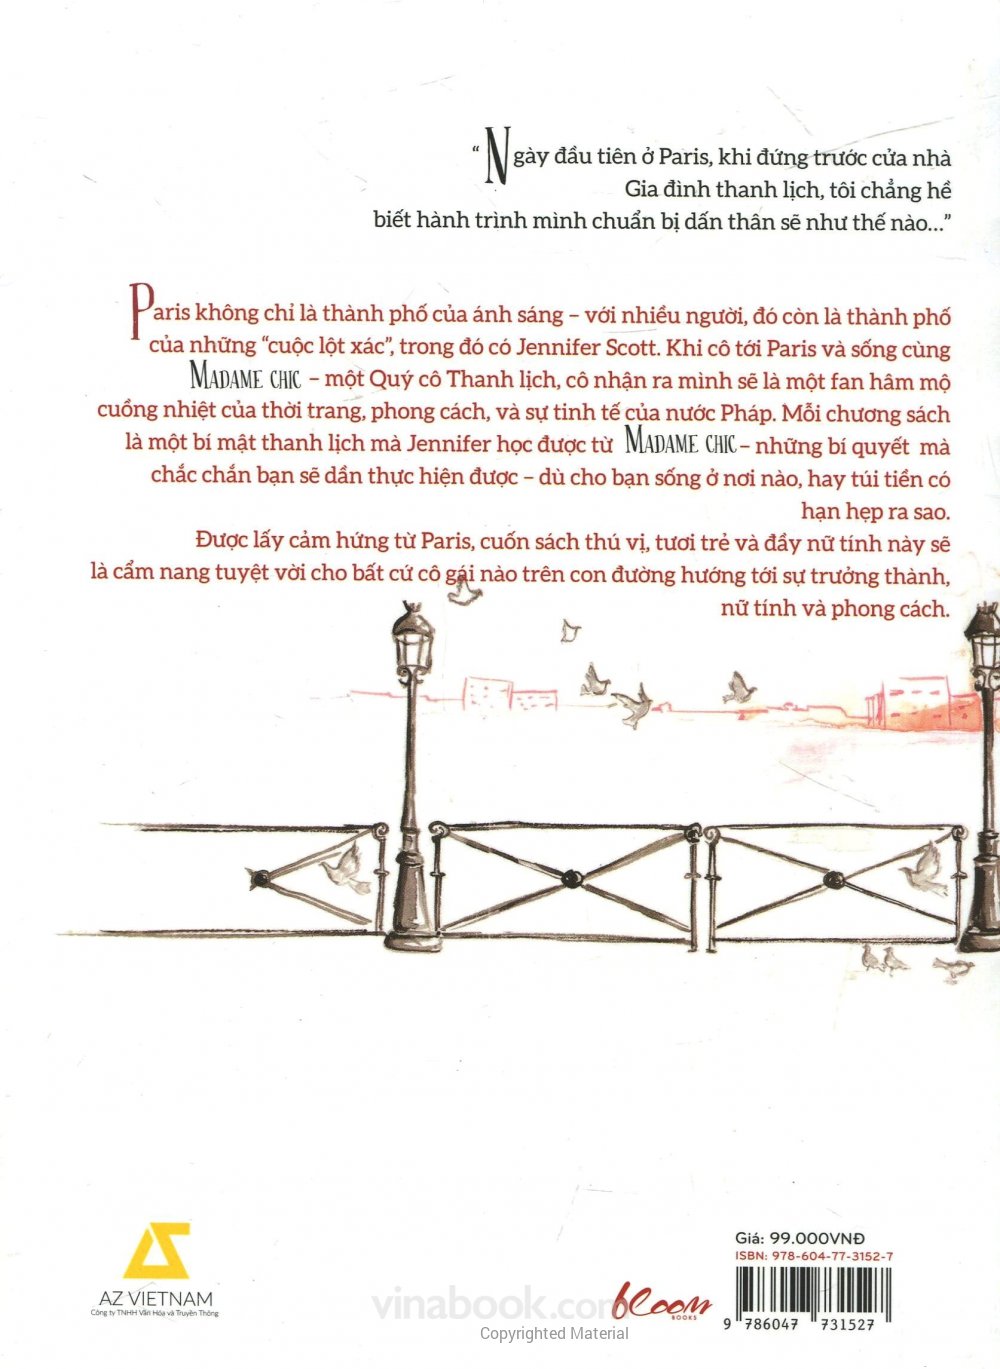 “ Ngày đầu tiên ở Paris, khi đứng trước cửa nhà
Gia đình thanh lịch, tôi chẳng hề
biết hành trình mình chuẩn bị dấn thân sẽ như thế nào...”
Paris không chỉ là thành phố của ánh sáng – với nhiều người, đó còn là thành phố
của những “cuộc lột xác”, trong đó có Jennifer Scott. Khi cô tới Paris và sống cùng
MADAME CHIC – một Quý cô Thanh lịch, cô nhận ra mình sẽ là một fan hâm mộ
cuồng nhiệt của thời trang, phong cách, và sự tinh tế của nước Pháp. Mỗi chương sách
là một bí mật thanh lịch mà Jennifer học được từ MADAME CHIC – những bí quyết mà
chắc chắn bạn sẽ dần thực hiện được – dù cho bạn sống ở nơi nào, hay túi tiền có
hạn hẹp ra sao.
Được lấy cảm hứng từ Paris, cuốn sách thú vị, tươi trẻ và đầy nữ tính này sẽ
là cẩm nang tuyệt vời cho bất cứ cô gái nào trên con đường hướng tới sự trưởng thành,
nữ tính và phong cách.
AZ VIETNAM
Công ty TNHH Văn Hóa và Truyền Thông
vinabook.com
bloom
BOOKS
Copyrighted Material
Giá: 99.000VNĐ
ISBN: 978-604-77-3152-7
9 786047 731527